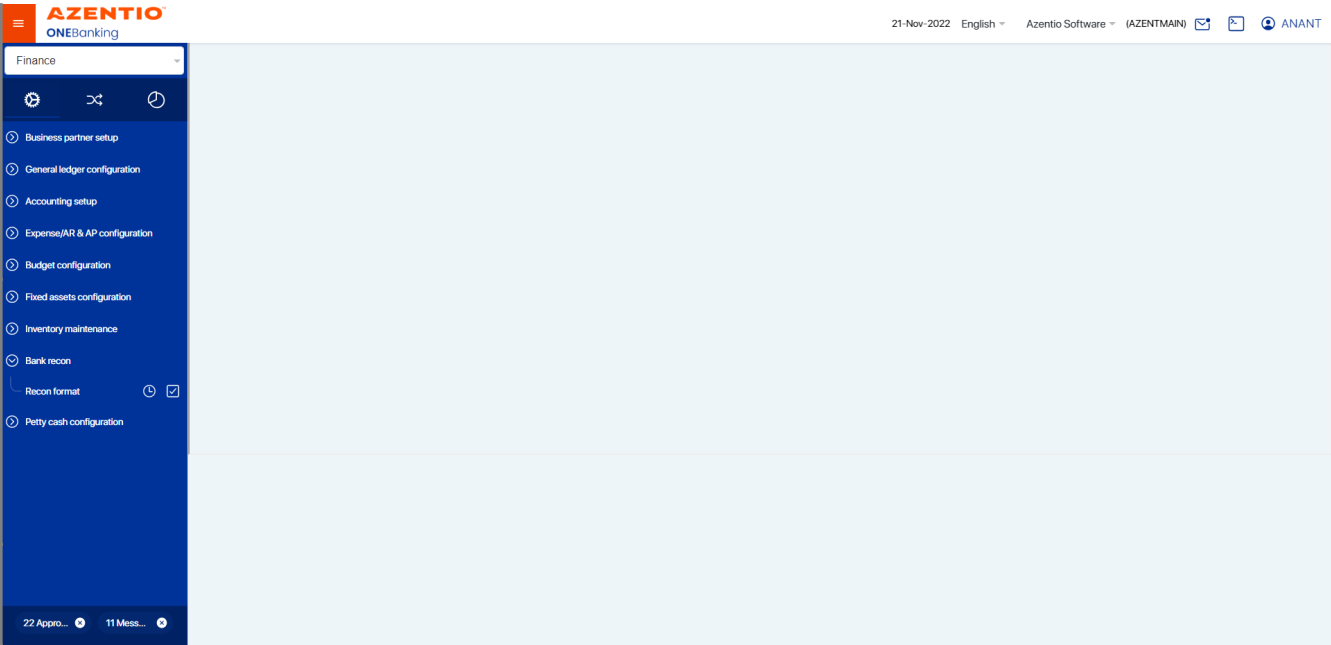 AZENTIO™
ONEBanking
21-Nov-2022 English Azentio Software (AZENTMAIN) ANANT
Finance
Business partner setup
General ledger configuration
Accounting setup
Expense/AR & AP configuration
Budget configuration
Fixed assets configuration
Inventory maintenance
Bank recon
Recon format
Petty cash configuration
22 Appro... 11 Mess...